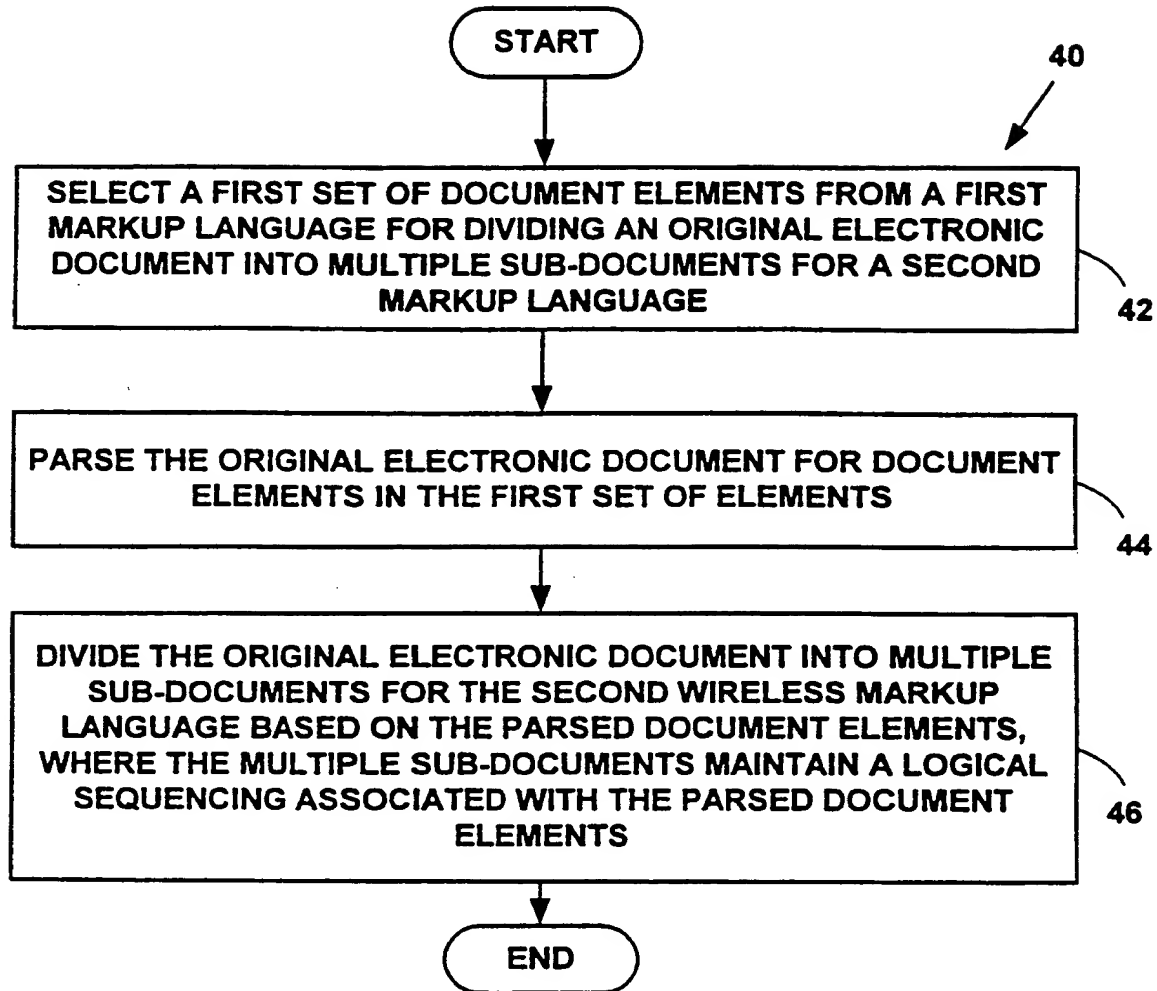 START
40
SELECT A FIRST SET OF DOCUMENT ELEMENTS FROM A FIRST
MARKUP LANGUAGE FOR DIVIDING AN ORIGINAL ELECTRONIC
DOCUMENT INTO MULTIPLE SUB-DOCUMENTS FOR A SECOND
MARKUP LANGUAGE
42
PARSE THE ORIGINAL ELECTRONIC DOCUMENT FOR DOCUMENT
ELEMENTS IN THE FIRST SET OF ELEMENTS
44
DIVIDE THE ORIGINAL ELECTRONIC DOCUMENT INTO MULTIPLE
SUB-DOCUMENTS FOR THE SECOND WIRELESS MARKUP
LANGUAGE BASED ON THE PARSED DOCUMENT ELEMENTS,
WHERE THE MULTIPLE SUB-DOCUMENTS MAINTAIN A LOGICAL
SEQUENCING ASSOCIATED WITH THE PARSED DOCUMENT
ELEMENTS
46
END